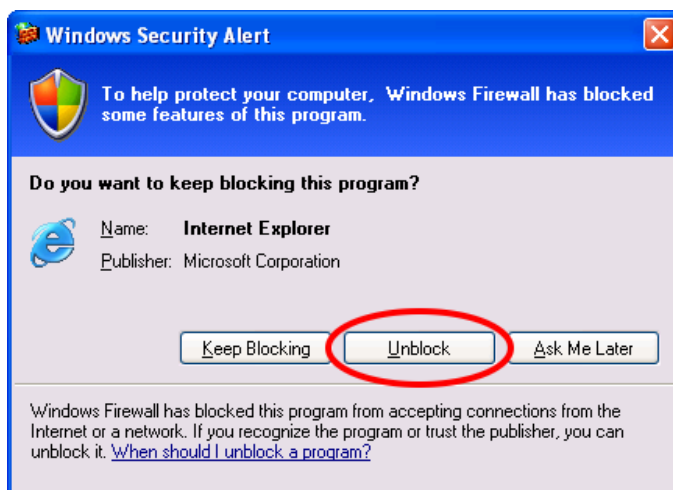 Windows Security Alert
To help protect your computer, Windows Firewall has blocked
some features of this program.
Do you want to keep blocking this program?
Name: Internet Explorer
Publisher: Microsoft Corporation
Keep Blocking Unblock Ask Me Later
Windows Firewall has blocked this program from accepting connections from the
Internet or a network. If you recognize the program or trust the publisher, you can
unblock it. When should I unblock a program?